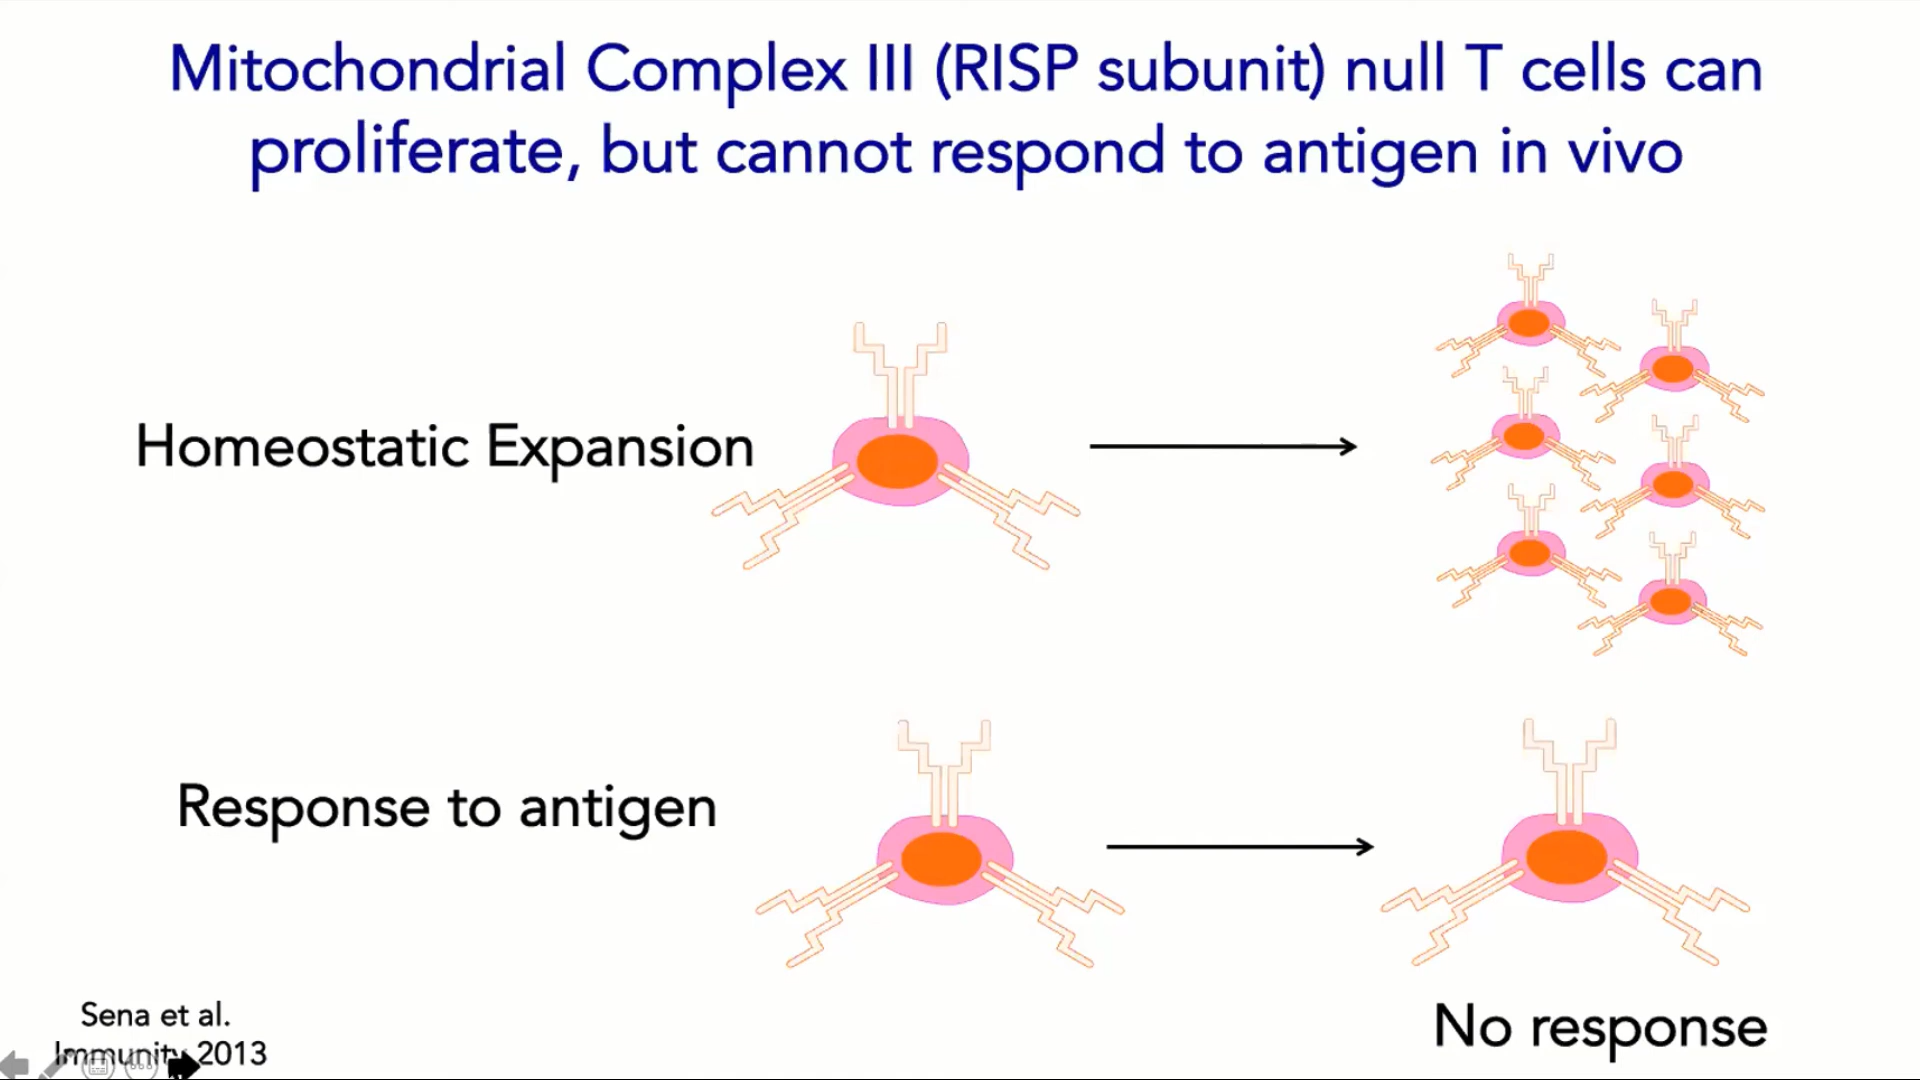 Mitochondrial Complex III (RISP subunit) null T cells can
proliferate, but cannot respond to antigen in vivo
Homeostatic Expansion
Response to antigen
No response
Sena et al.
Immunity 2013